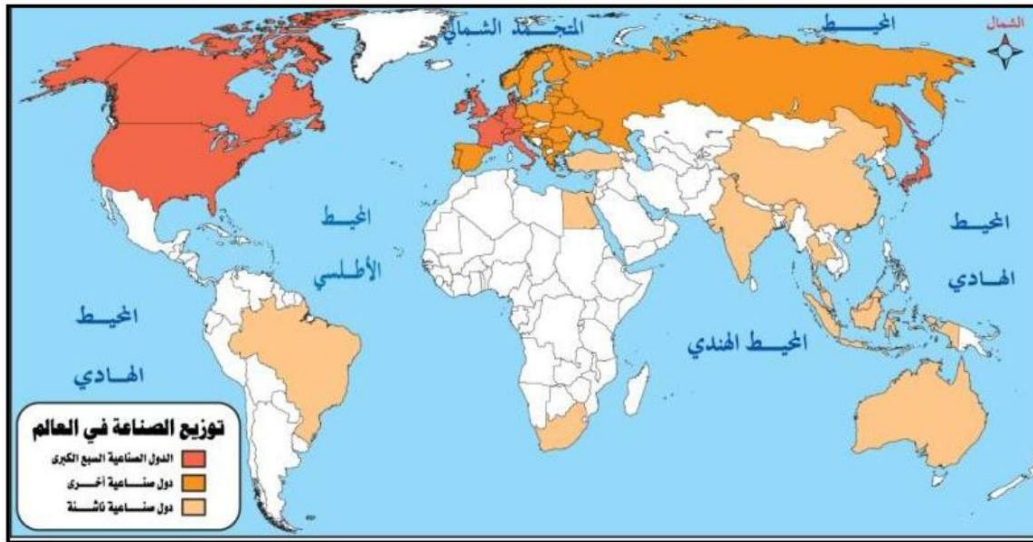 المحيط
المتجمد الشمالي
الشمال
المحيط
الأطلسي
المحيط
الهادي
المحيط الهندي
المحيط
الهادي
توزيع الصناعة في العالم
الدول الصناعية السبع الكبرى
دول صناعية أخرى
دول صناعية ناشئة